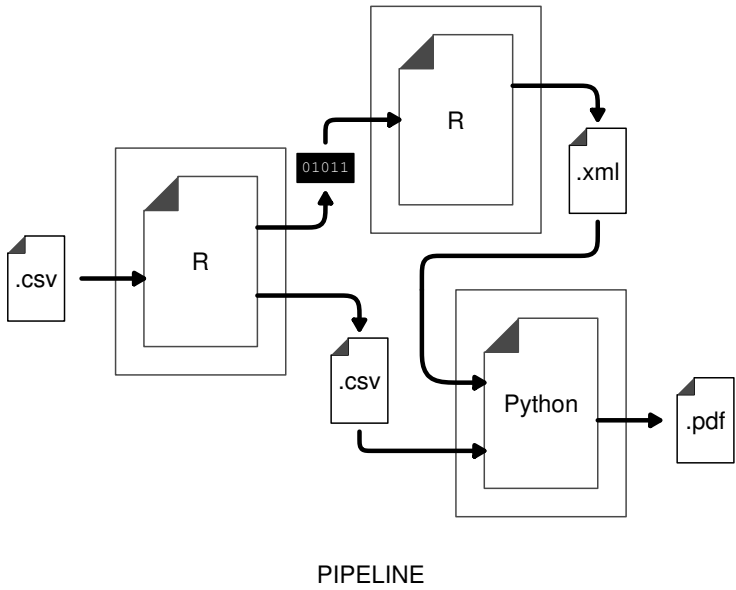 R
.xml
01011
R
.csv
.csv
Python
.pdf
PIPELINE